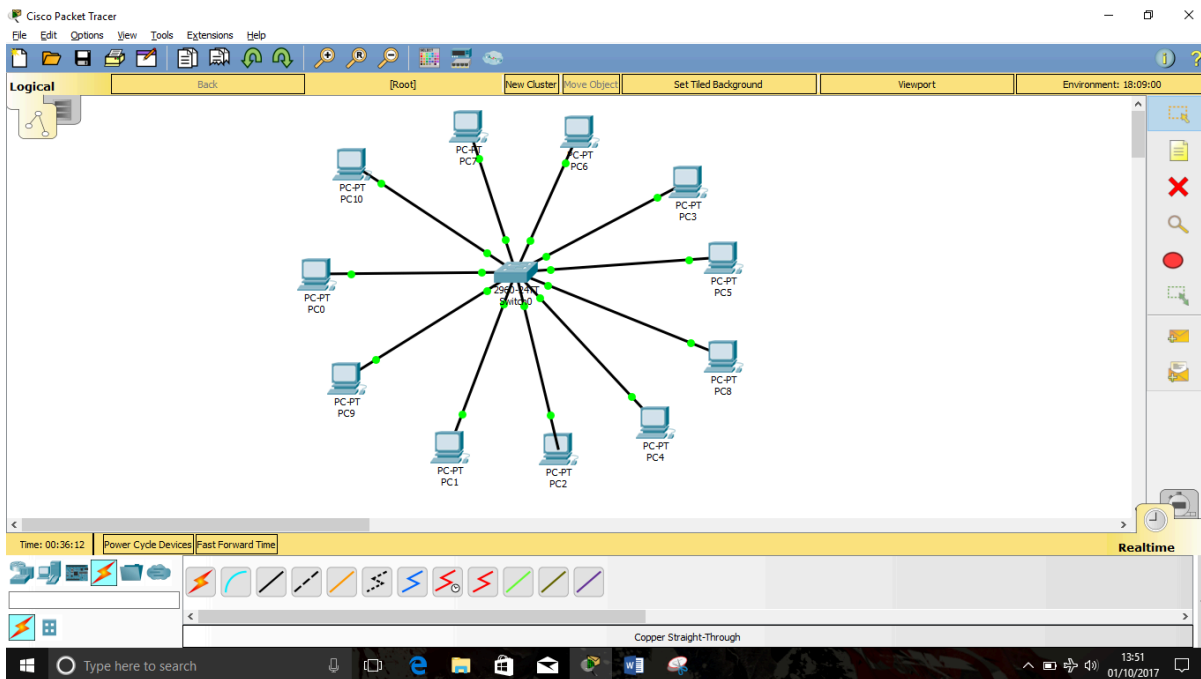 Cisco Packet Tracer
File Edit Options View Tools Extensions Help
Logical Back [Root] New Cluster Move Object Set Tiled Background Viewport Environment: 18:09:00
PC-PT
PC7
PC-PT
PC6
PC-PT
PC10
PC-PT
PC3
PC-PT
PC5
2960-24TT
Switch0
PC-PT
PC0
PC-PT
PC8
PC-PT
PC9
PC-PT
PC4
PC-PT
PC1
PC-PT
PC2
Time: 00:36:12 Power Cycle Devices Fast Forward Time
Realtime
Copper Straight-Through
Type here to search
13:51
01/10/2017